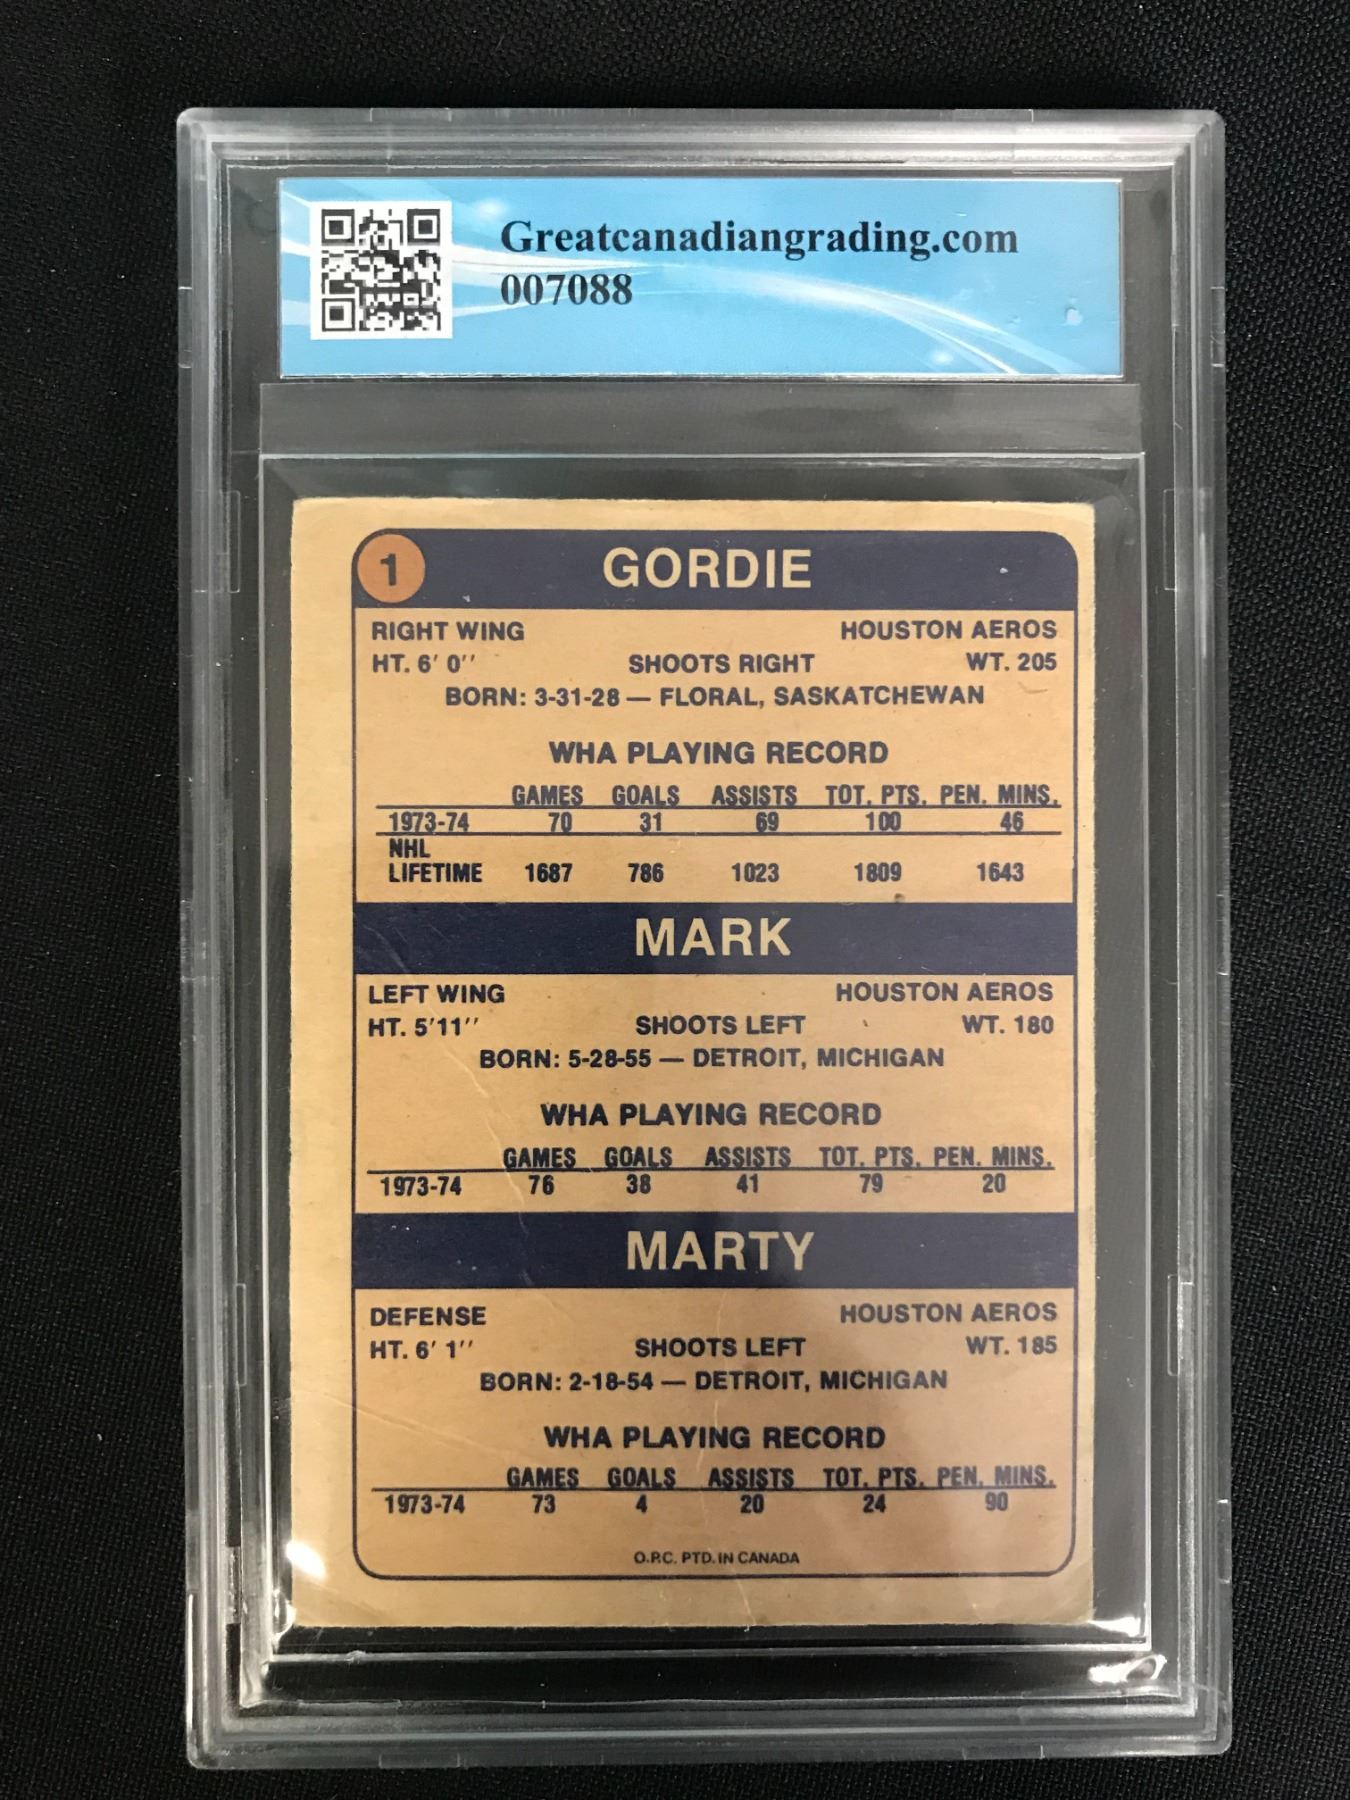 Greatcanadiangrading.com
007088
1 GORDIE
RIGHT WING HOUSTON AEROS
HT. 6' 0'' SHOOTS RIGHT WT. 205
BORN: 3-31-28 — FLORAL, SASKATCHEWAN
WHA PLAYING RECORD
GAMES GOALS ASSISTS TOT. PTS. PEN. MINS.
1973-74 70 31 69 100 46
NHL
LIFETIME 1687 786 1023 1809 1643
MARK
LEFT WING HOUSTON AEROS
HT. 5'11'' SHOOTS LEFT WT. 180
BORN: 5-28-55 — DETROIT, MICHIGAN
WHA PLAYING RECORD
GAMES GOALS ASSISTS TOT. PTS. PEN. MINS.
1973-74 76 38 41 79 20
MARTY
DEFENSE HOUSTON AEROS
HT. 6' 1'' SHOOTS LEFT WT. 185
BORN: 2-18-54 — DETROIT, MICHIGAN
WHA PLAYING RECORD
GAMES GOALS ASSISTS TOT. PTS. PEN. MINS.
1973-74 73 4 20 24 90
O.P.C. PTD. IN CANADA